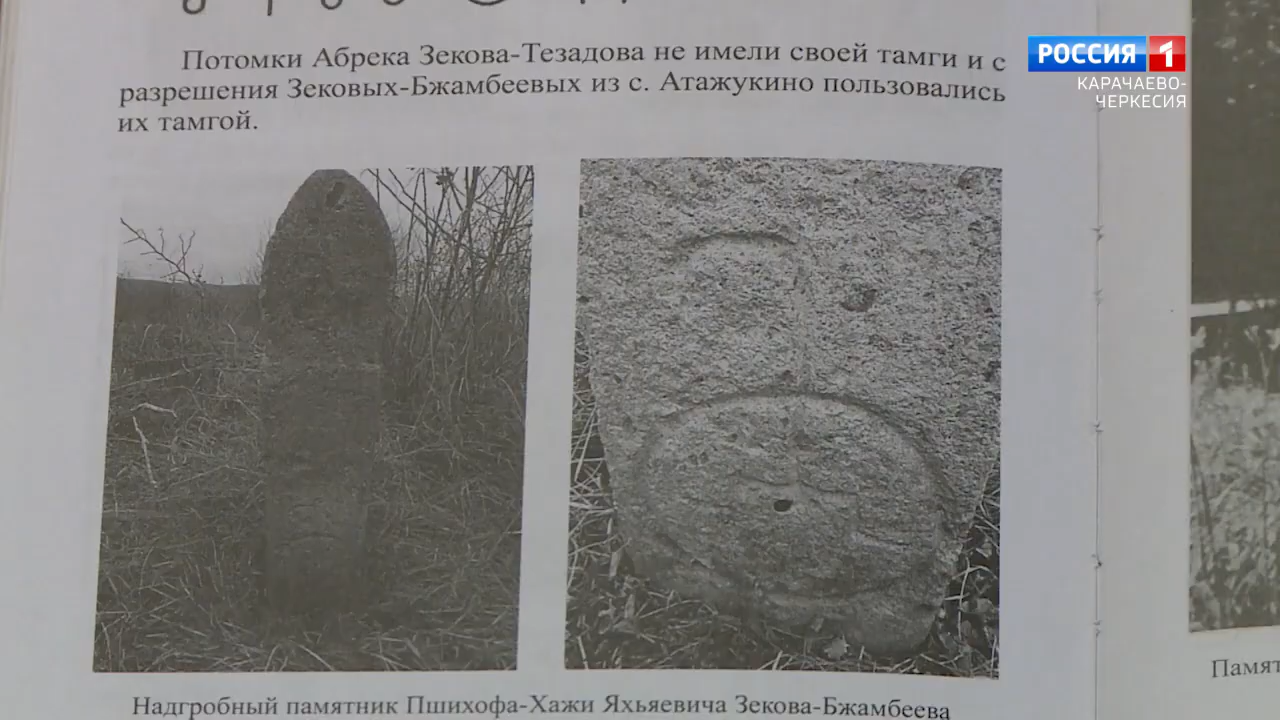 РОССИЯ 1
КАРАЧАЕВО-
ЧЕРКЕСИЯ
Потомки Абрека Зекова-Тезадова не имели своей тамги и с
разрешения Зековых-Бжамбеевых из с. Атажукино пользовались
их тамгой.
Надгробный памятник Пшихофа-Хажи Яхьяевича Зекова-Бжамбеева